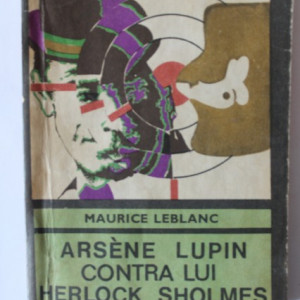 MAURICE LEBLANC
ARSÈNE LUPIN
CONTRA LUI
HERLOCK SHOLMES